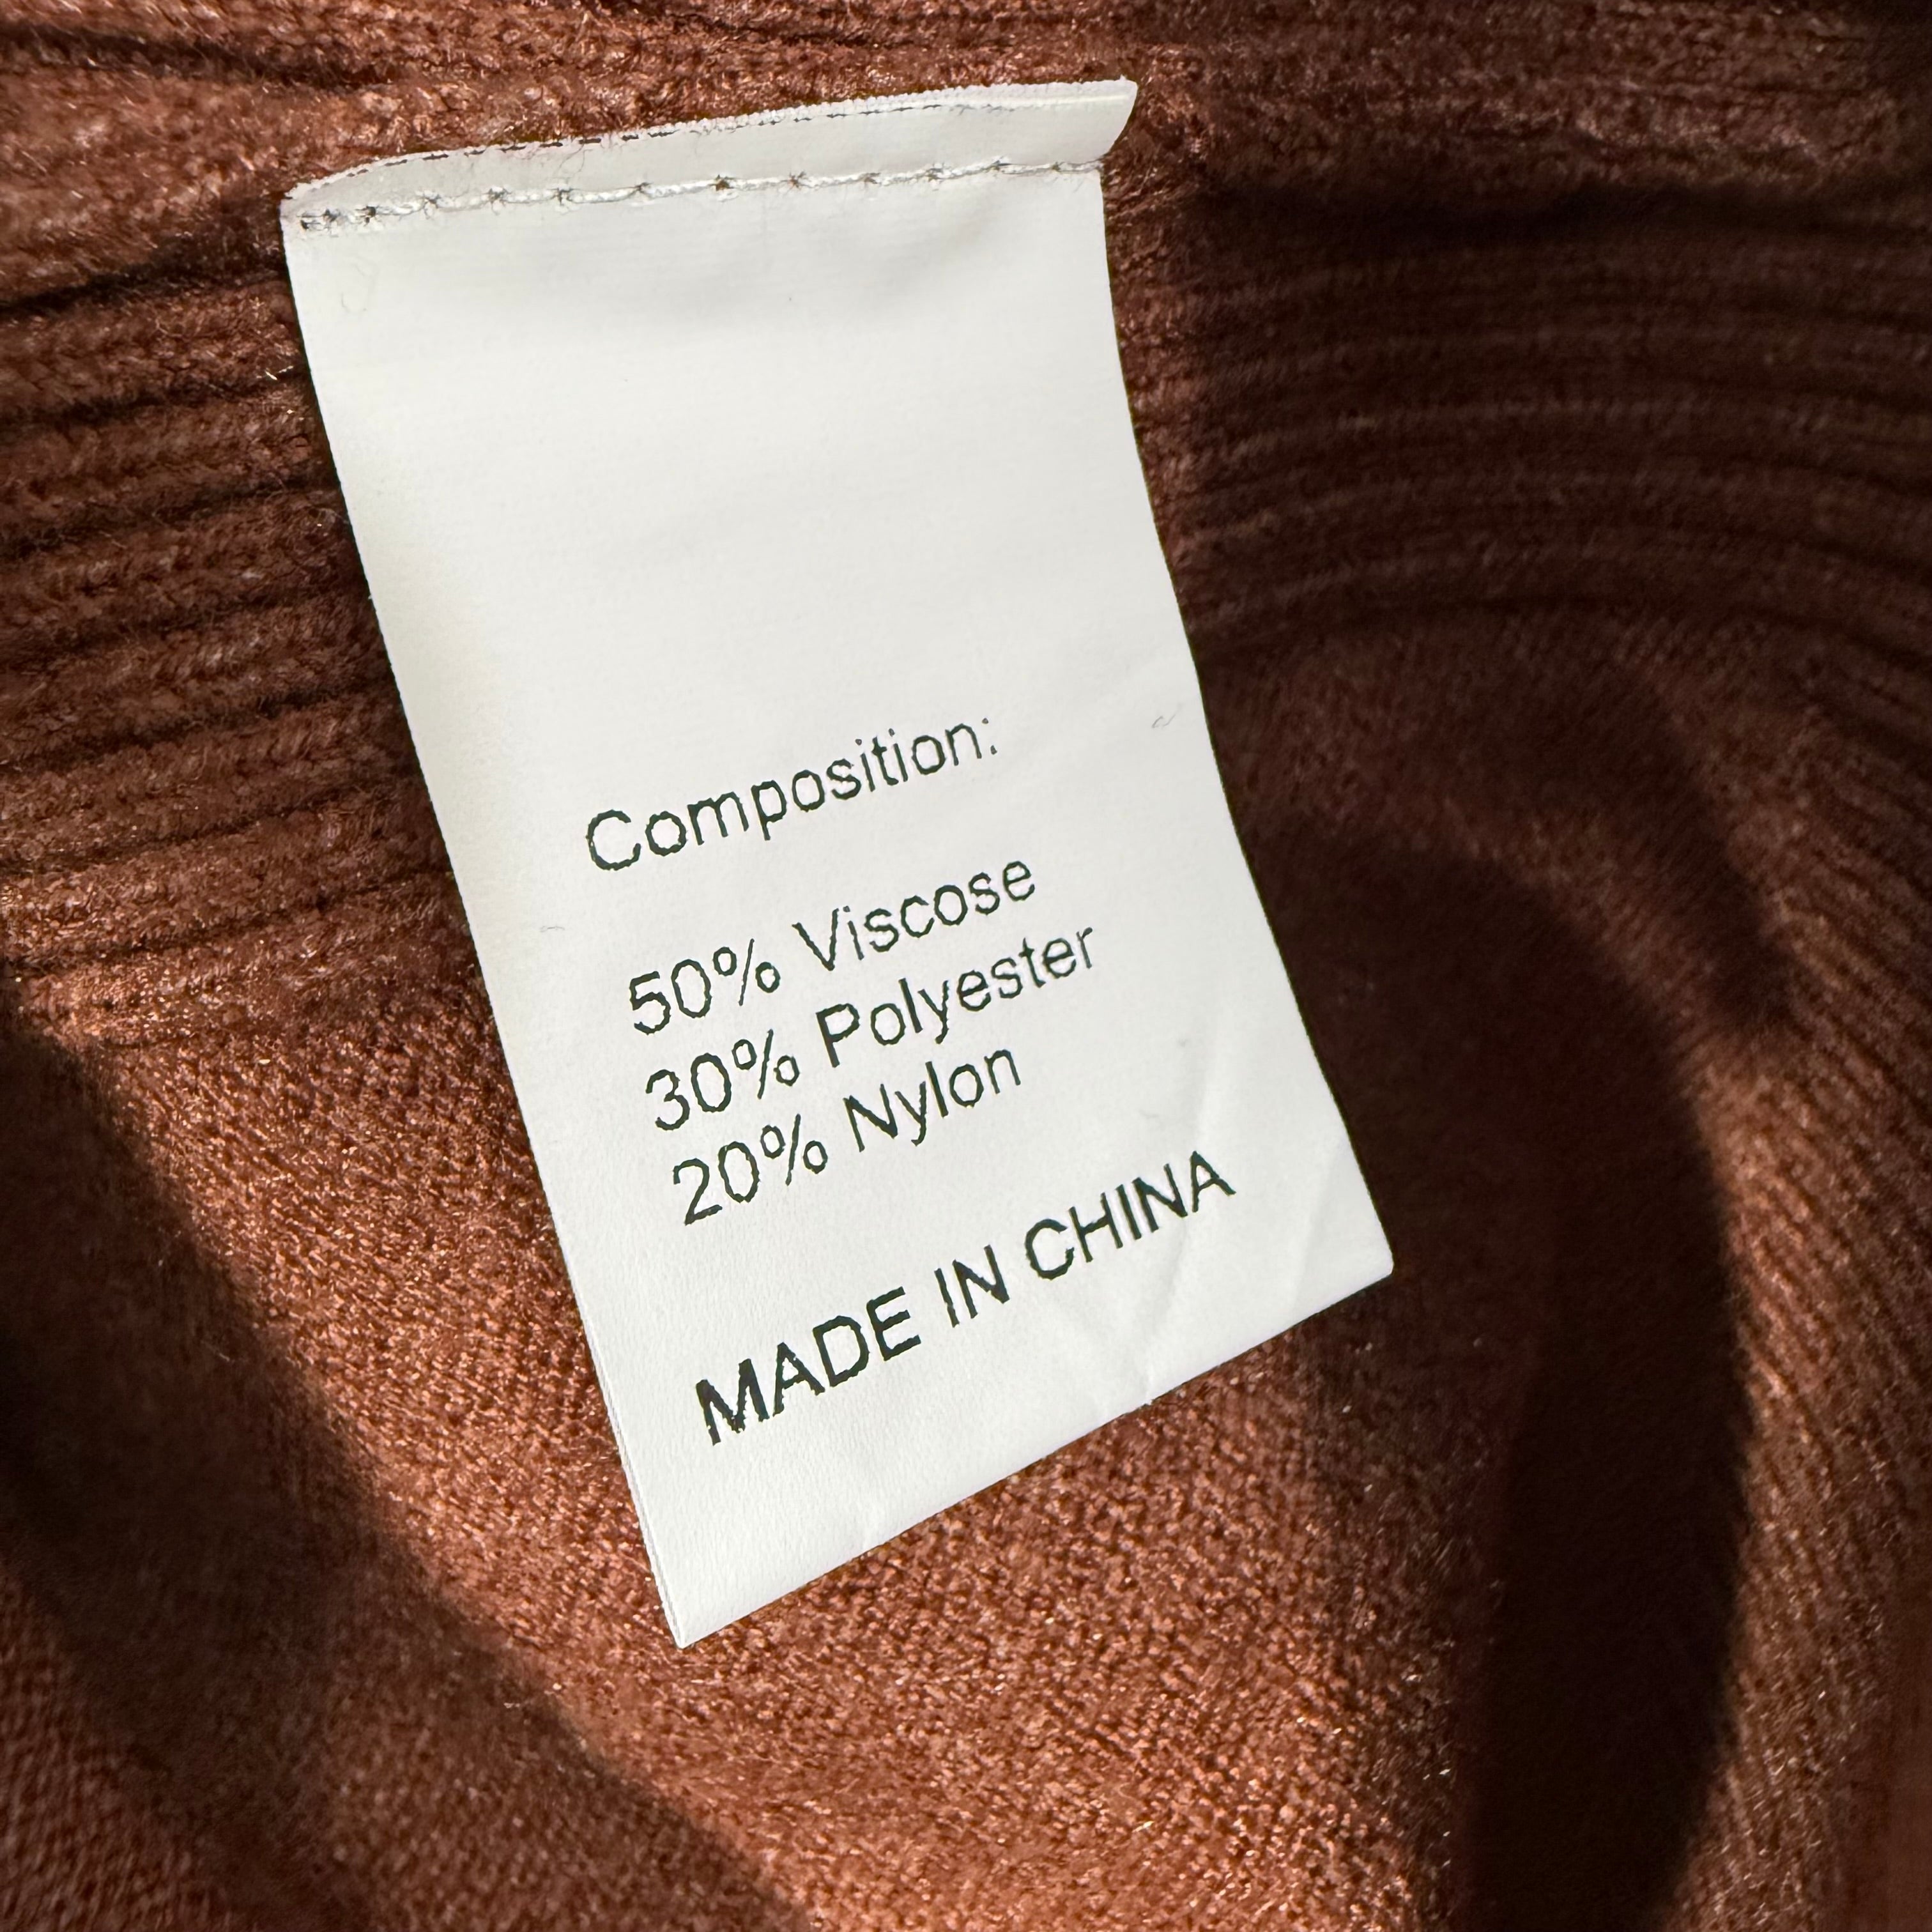 Composition:
50% Viscose
30% Polyester
20% Nylon
MADE IN CHINA